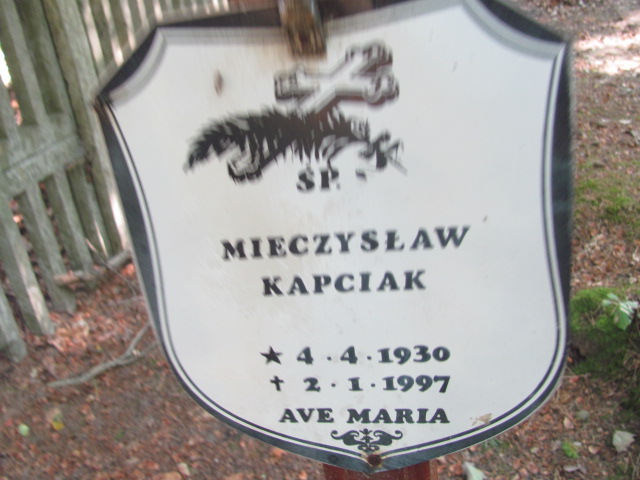 ŚP.
MIECZYSŁAW
KAPCIAK
★ 4 · 4 · 1930
† 2 · 1 · 1997
AVE MARIA